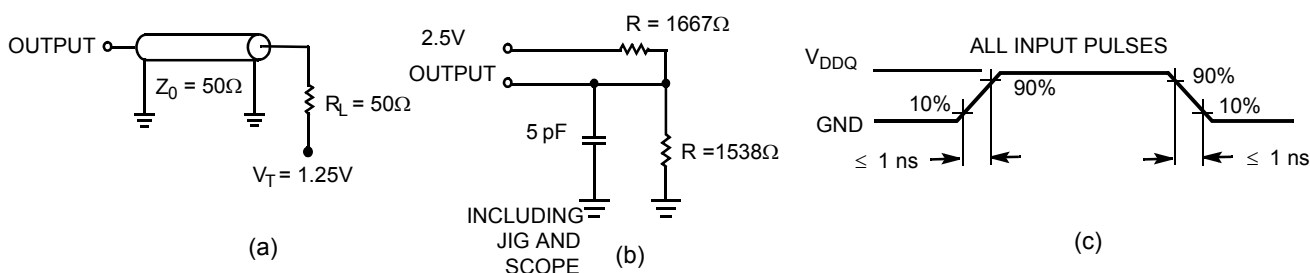 OUTPUT
Z0 = 50Ω
RL = 50Ω
VT = 1.25V
(a)
R = 1667Ω
2.5V
OUTPUT
5 pF
R =1538Ω
INCLUDING
JIG AND
SCOPE
(b)
ALL INPUT PULSES
VDDQ
90%
90%
10%
10%
GND
≤ 1 ns
≤ 1 ns
(c)